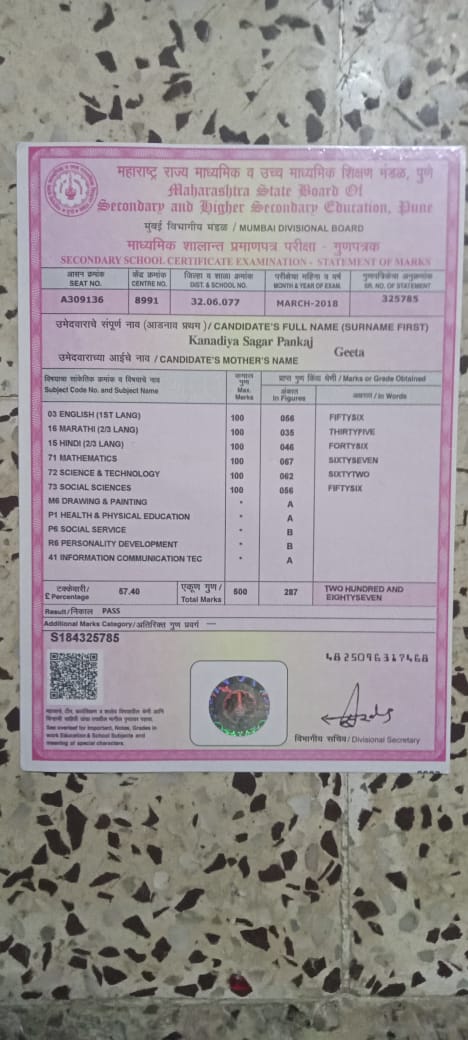 महाराष्ट्र राज्य माध्यमिक व उच्च माध्यमिक शिक्षण मंडळ, पुणे
Maharashtra State Board Of
Secondary and Higher Secondary Education, Pune
मुंबई विभागीय मंडळ / MUMBAI DIVISIONAL BOARD
माध्यमिक शालान्त प्रमाणपत्र परीक्षा - गुणपत्रक
SECONDARY SCHOOL CERTIFICATE EXAMINATION - STATEMENT OF MARKS
आसन क्रमांक केंद्र क्रमांक जिल्हा व शाळा क्रमांक परीक्षेचा महिना व वर्ष गुणपत्रिकेचा अनुक्रमांक
SEAT NO. CENTRE NO. DIST. & SCHOOL NO. MONTH & YEAR OF EXAM. SR. NO. OF STATEMENT
A309136 8991 32.06.077 MARCH-2018 325785
उमेदवाराचे संपूर्ण नाव (आडनाव प्रथम) / CANDIDATE'S FULL NAME (SURNAME FIRST)
Kanadiya Sagar Pankaj
उमेदवाराच्या आईचे नाव / CANDIDATE'S MOTHER'S NAME Geeta
विषयाचा सांकेतिक क्रमांक व विषयाचे नाव कमाल गुण प्राप्त गुण किंवा श्रेणी / Marks or Grade Obtained
Subject Code No. and Subject Name Max. Marks अंकात In Figures अक्षरात / In Words
03 ENGLISH (1ST LANG) 100 056 FIFTYSIX
16 MARATHI (2/3 LANG) 100 035 THIRTYFIVE
15 HINDI (2/3 LANG) 100 046 FORTYSIX
71 MATHEMATICS 100 067 SIXTYSEVEN
72 SCIENCE & TECHNOLOGY 100 062 SIXTYTWO
73 SOCIAL SCIENCES 100 056 FIFTYSIX
M6 DRAWING & PAINTING * A
P1 HEALTH & PHYSICAL EDUCATION * A
P6 SOCIAL SERVICE * B
R6 PERSONALITY DEVELOPMENT * B
41 INFORMATION COMMUNICATION TEC * A
टक्केवारी / £ Percentage 57.40 एकूण गुण / Total Marks 500 287 TWO HUNDRED AND EIGHTYSEVEN
Result/निकाल PASS
Additional Marks Category/अतिरिक्त गुण प्रवर्ग —
S184325785
4825096317468
See overleaf for Important, Notes, Grades in
work Education & School Subjects and
meaning of special characters.
विभागीय सचिव / Divisional Secretary